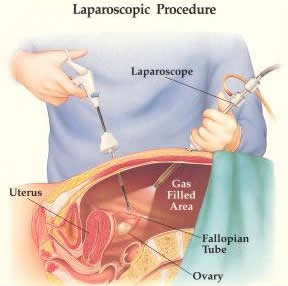 Laparoscopic Procedure
Laparoscope
Uterus
Gas
Filled
Area
Fallopian
Tube
Ovary